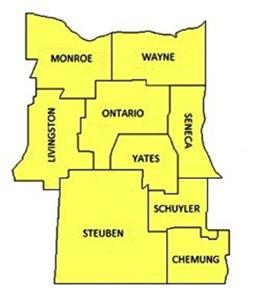 MONROE
WAYNE
LIVINGSTON
ONTARIO
SENECA
YATES
SCHUYLER
STEUBEN
CHEMUNG